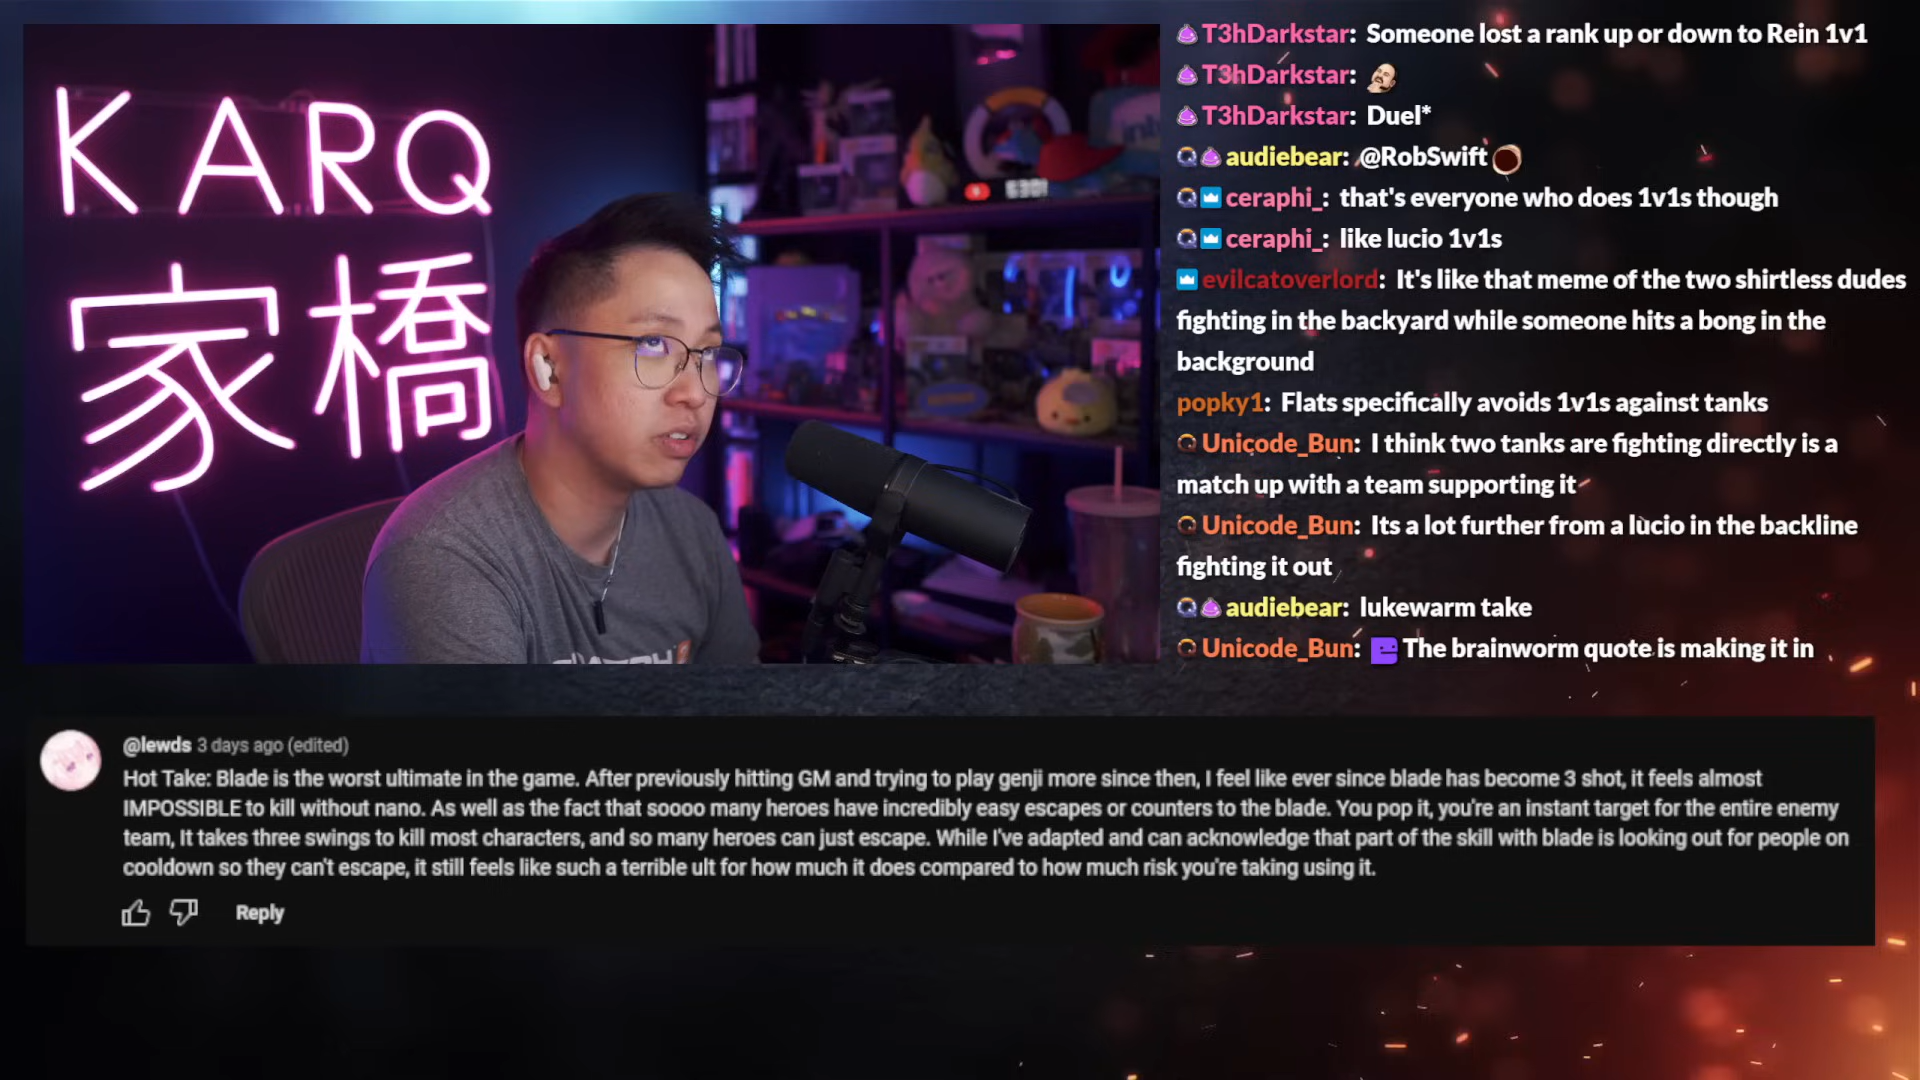 KARQ
家橋
T3hDarkstar: Someone lost a rank up or down to Rein 1v1
T3hDarkstar:
T3hDarkstar: Duel*
audiebear: @RobSwift
ceraphi_: that's everyone who does 1v1s though
ceraphi_: like lucio 1v1s
evilcatoverlord: It's like that meme of the two shirtless dudes
fighting in the backyard while someone hits a bong in the
background
popky1: Flats specifically avoids 1v1s against tanks
Unicode_Bun: I think two tanks are fighting directly is a
match up with a team supporting it
Unicode_Bun: Its a lot further from a lucio in the backline
fighting it out
audiebear: lukewarm take
Unicode_Bun: The brainworm quote is making it in
@lewds 3 days ago (edited)
Hot Take: Blade is the worst ultimate in the game. After previously hitting GM and trying to play genji more since then, I feel like ever since blade has become 3 shot, it feels almost
IMPOSSIBLE to kill without nano. As well as the fact that soooo many heroes have incredibly easy escapes or counters to the blade. You pop it, you're an instant target for the entire enemy
team, It takes three swings to kill most characters, and so many heroes can just escape. While I've adapted and can acknowledge that part of the skill with blade is looking out for people on
cooldown so they can't escape, it still feels like such a terrible ult for how much it does compared to how much risk you're taking using it.
Reply